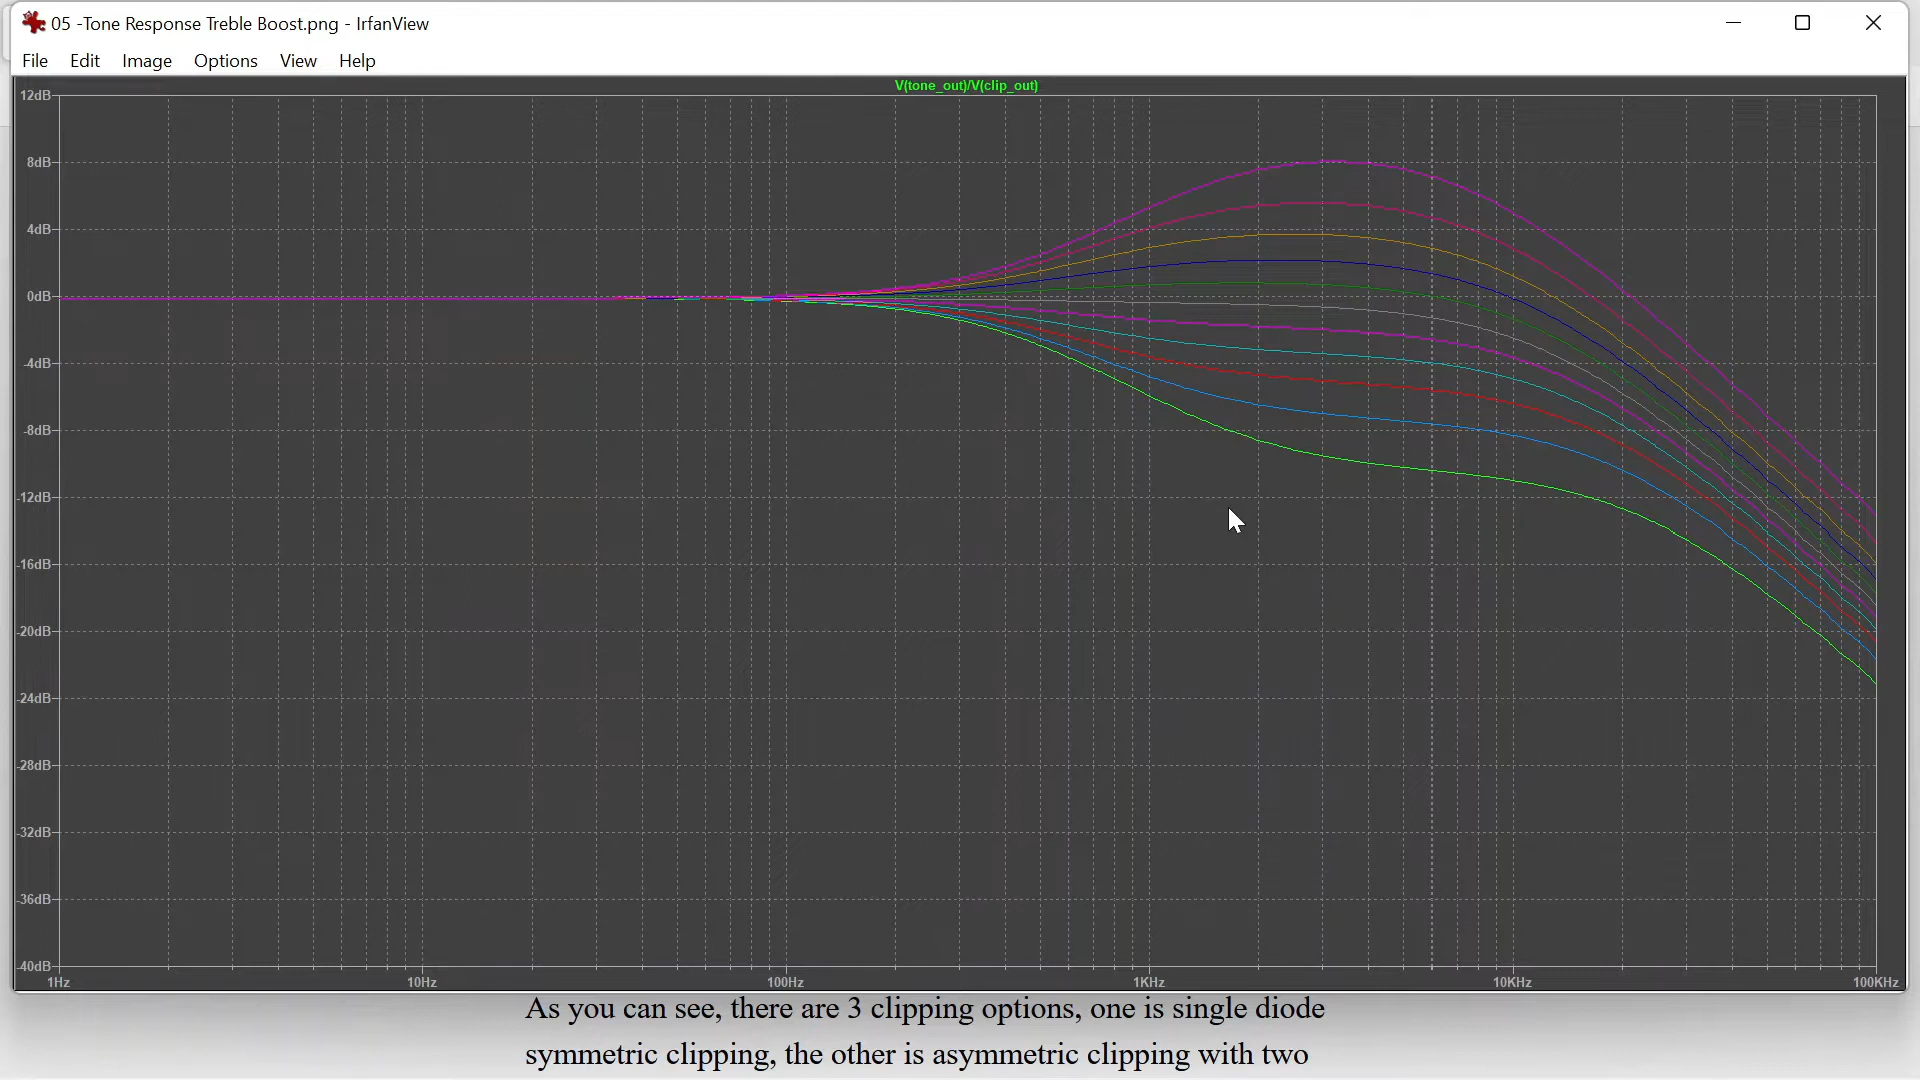 05 -Tone Response Treble Boost.png - IrfanView
File Edit Image Options View Help
V(tone_out)/V(clip_out)
12dB
8dB
4dB
0dB
-4dB
-8dB
-12dB
-16dB
-20dB
-24dB
-28dB
-32dB
-36dB
-40dB
1Hz 10Hz 100Hz 1KHz 10KHz 100KHz
As you can see, there are 3 clipping options, one is single diode
symmetric clipping, the other is asymmetric clipping with two